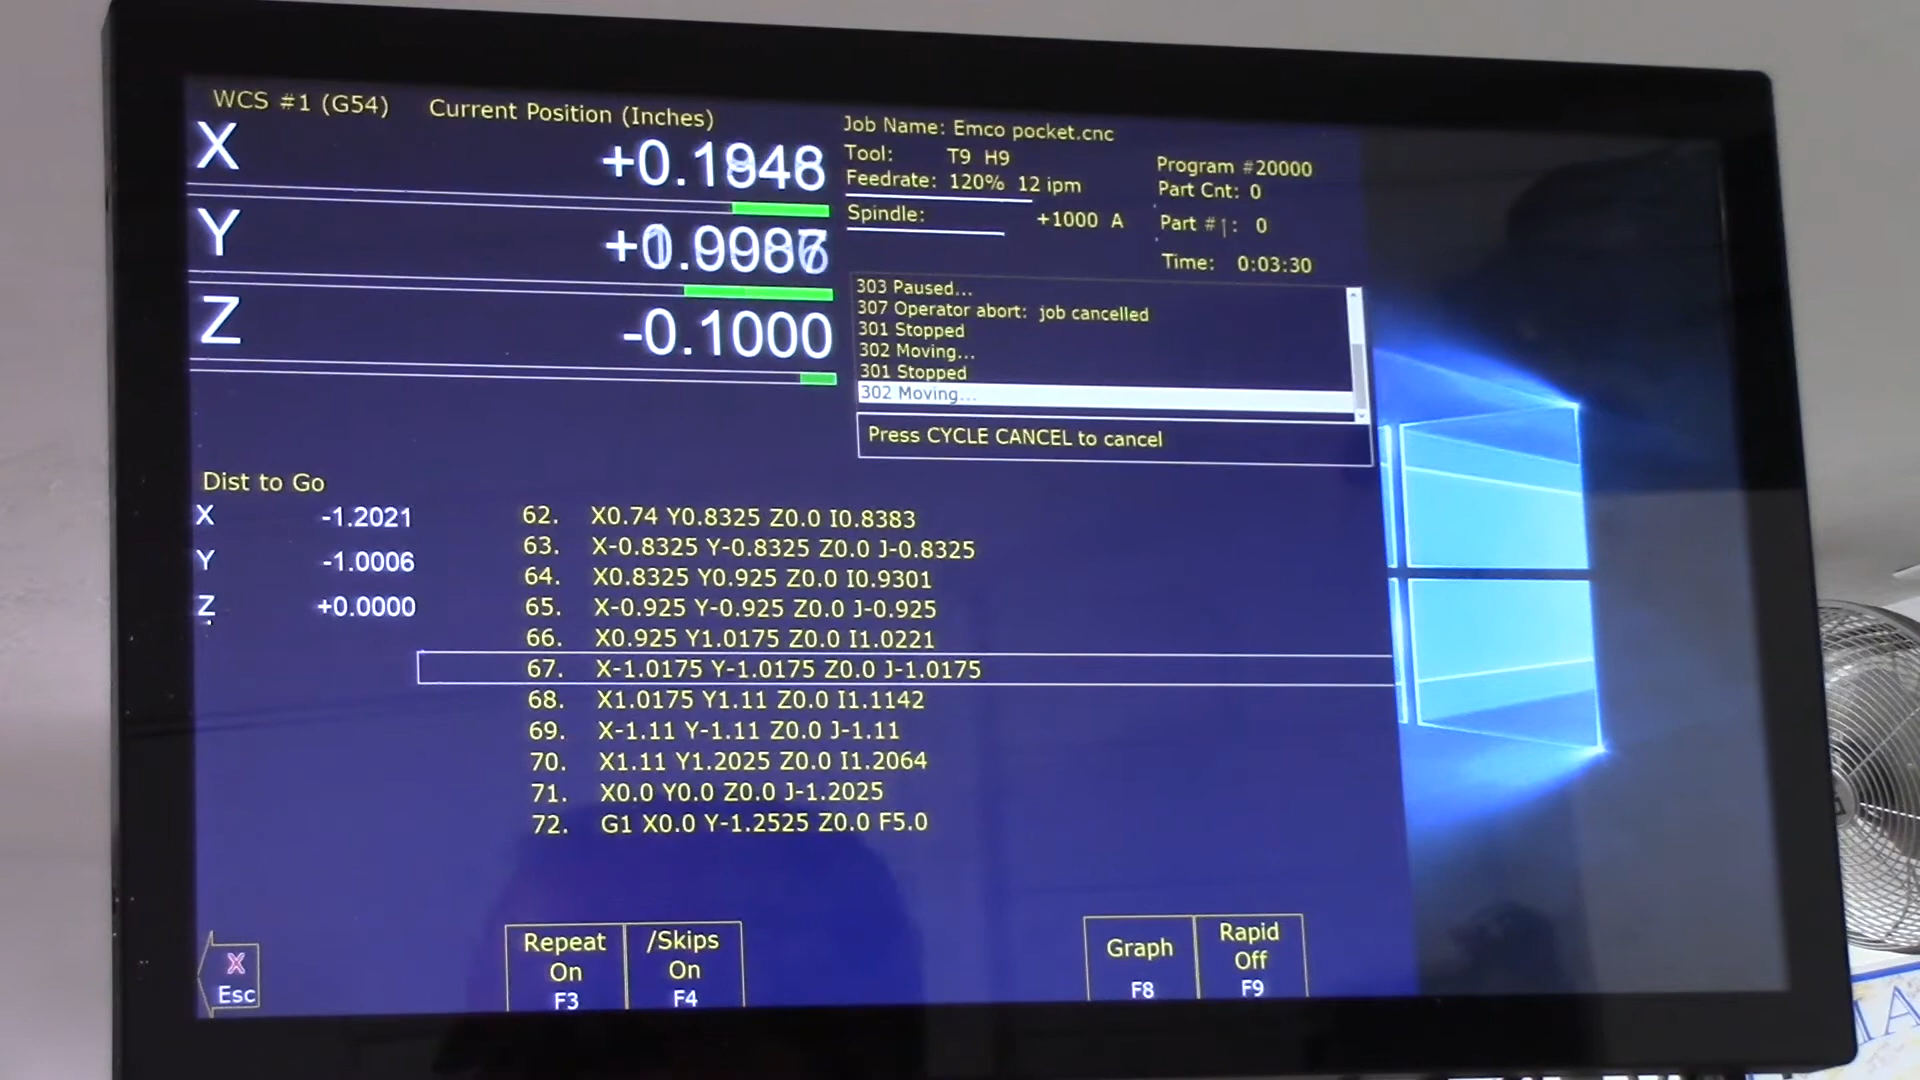 WCS #1 (G54) Current Position (Inches)
X
Y
Z -0.1000
Job Name: Emco pocket.cnc
Tool: T9 H9
Feedrate: 120% 12 ipm
Spindle: +1000 A
Program #20000
Part Cnt: 0
Part #1: 0
Time: 0:03:30
303 Paused...
307 Operator abort: job cancelled
301 Stopped
302 Moving...
301 Stopped
302 Moving...
Press CYCLE CANCEL to cancel
Dist to Go
X -1.2021
Y -1.0006
Z +0.0000
62. X0.74 Y0.8325 Z0.0 I0.8383
63. X-0.8325 Y-0.8325 Z0.0 J-0.8325
64. X0.8325 Y0.925 Z0.0 I0.9301
65. X-0.925 Y-0.925 Z0.0 J-0.925
66. X0.925 Y1.0175 Z0.0 I1.0221
67. X-1.0175 Y-1.0175 Z0.0 J-1.0175
68. X1.0175 Y1.11 Z0.0 I1.1142
69. X-1.11 Y-1.11 Z0.0 J-1.11
70. X1.11 Y1.2025 Z0.0 I1.2064
71. X0.0 Y0.0 Z0.0 J-1.2025
72. G1 X0.0 Y-1.2525 Z0.0 F5.0
X
Esc
Repeat
On
F3
/Skips
On
F4
Graph
F8
Rapid
Off
F9